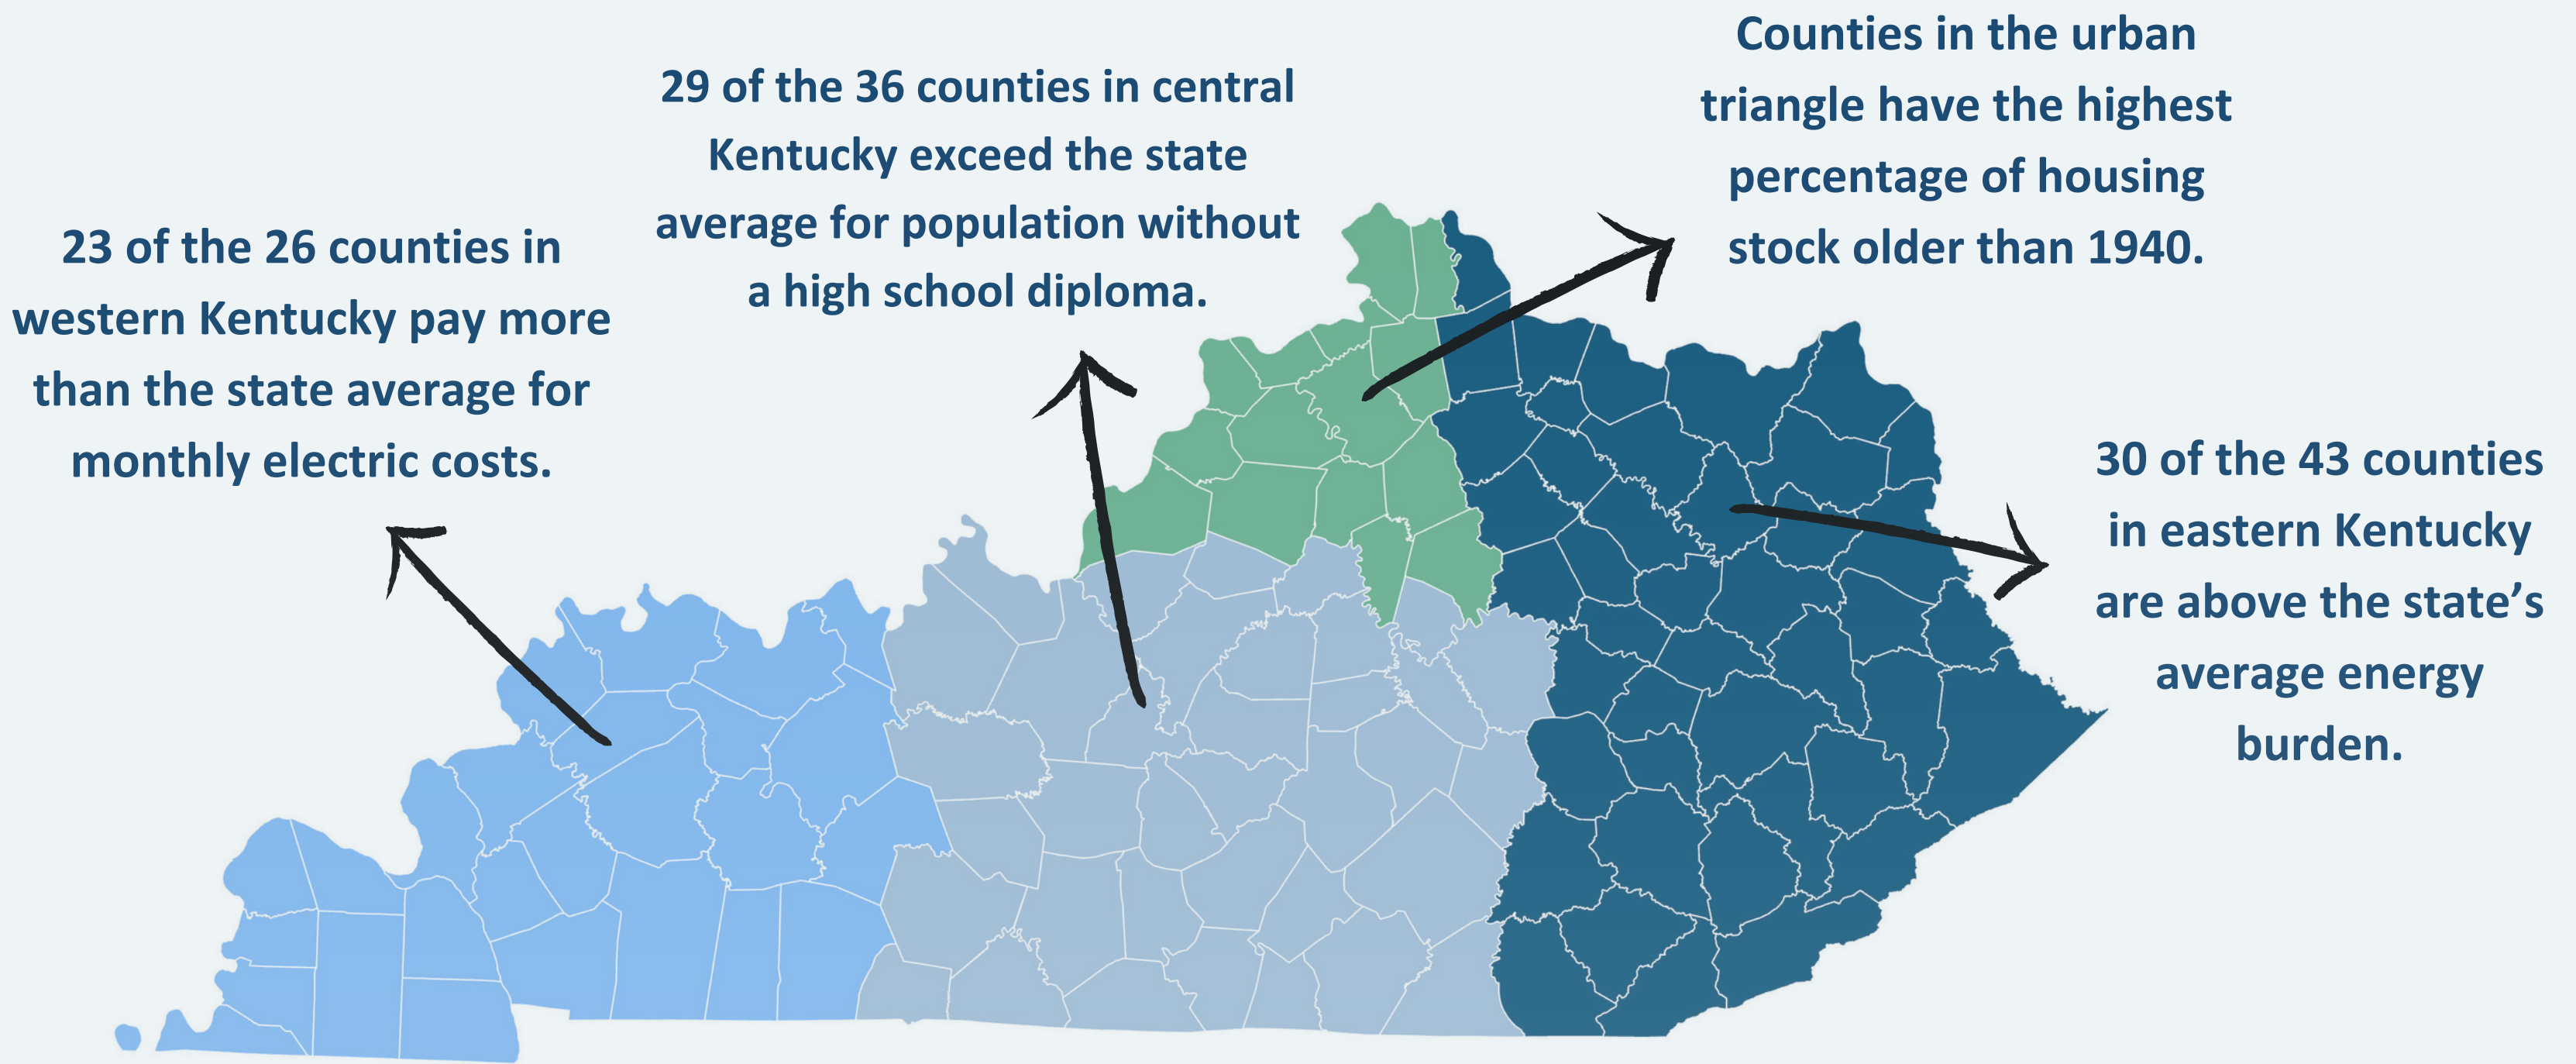 23 of the 26 counties in
western Kentucky pay more
than the state average for
monthly electric costs.
29 of the 36 counties in central
Kentucky exceed the state
average for population without
a high school diploma.
Counties in the urban
triangle have the highest
percentage of housing
stock older than 1940.
30 of the 43 counties
in eastern Kentucky
are above the state’s
average energy
burden.